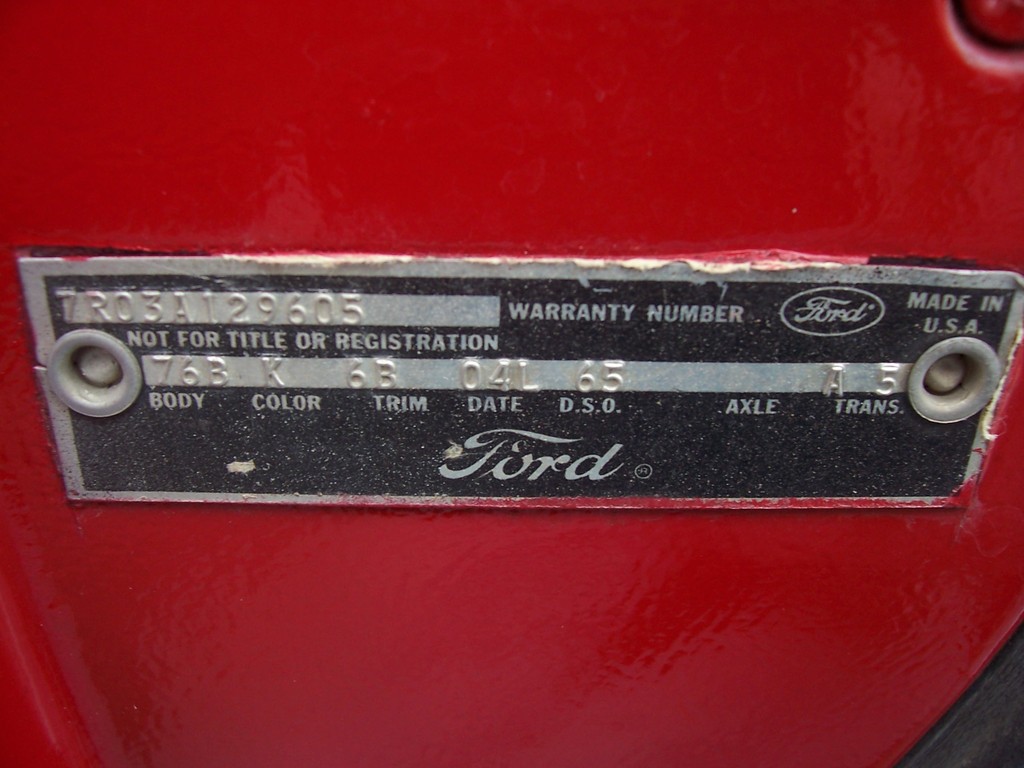 7R03A129605 WARRANTY NUMBER Ford MADE IN U.S.A.
NOT FOR TITLE OR REGISTRATION
76B K 6B 04L 65 A 5
BODY COLOR TRIM DATE D.S.O. AXLE TRANS.
Ford ®